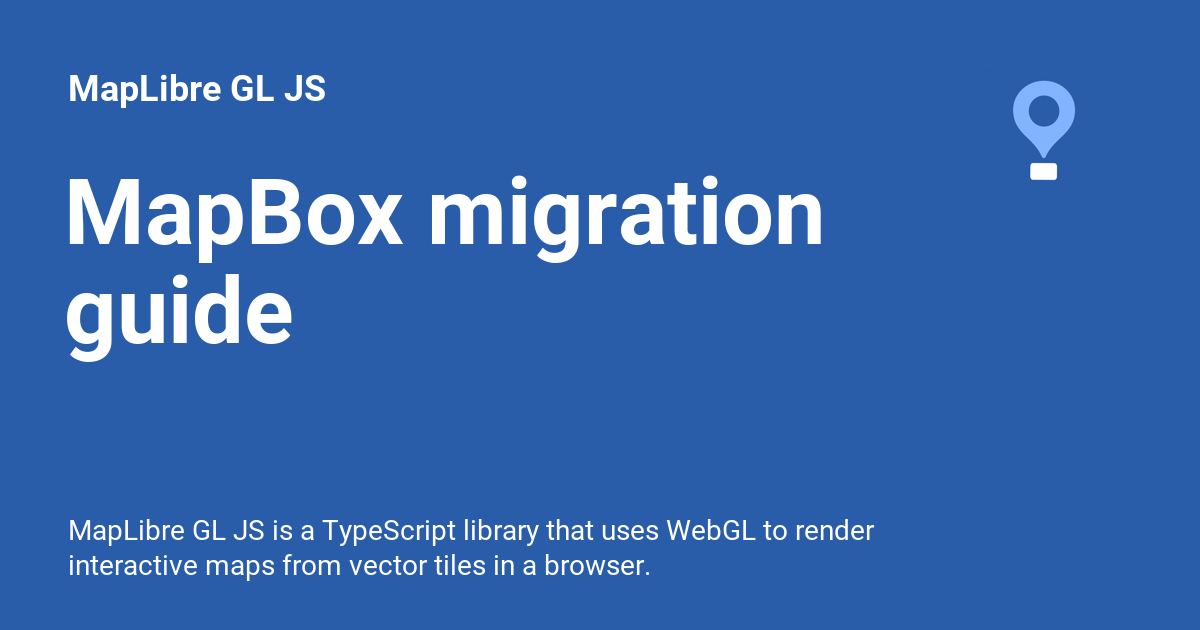 MapLibre GL JS
MapBox migration
guide
MapLibre GL JS is a TypeScript library that uses WebGL to render
interactive maps from vector tiles in a browser.